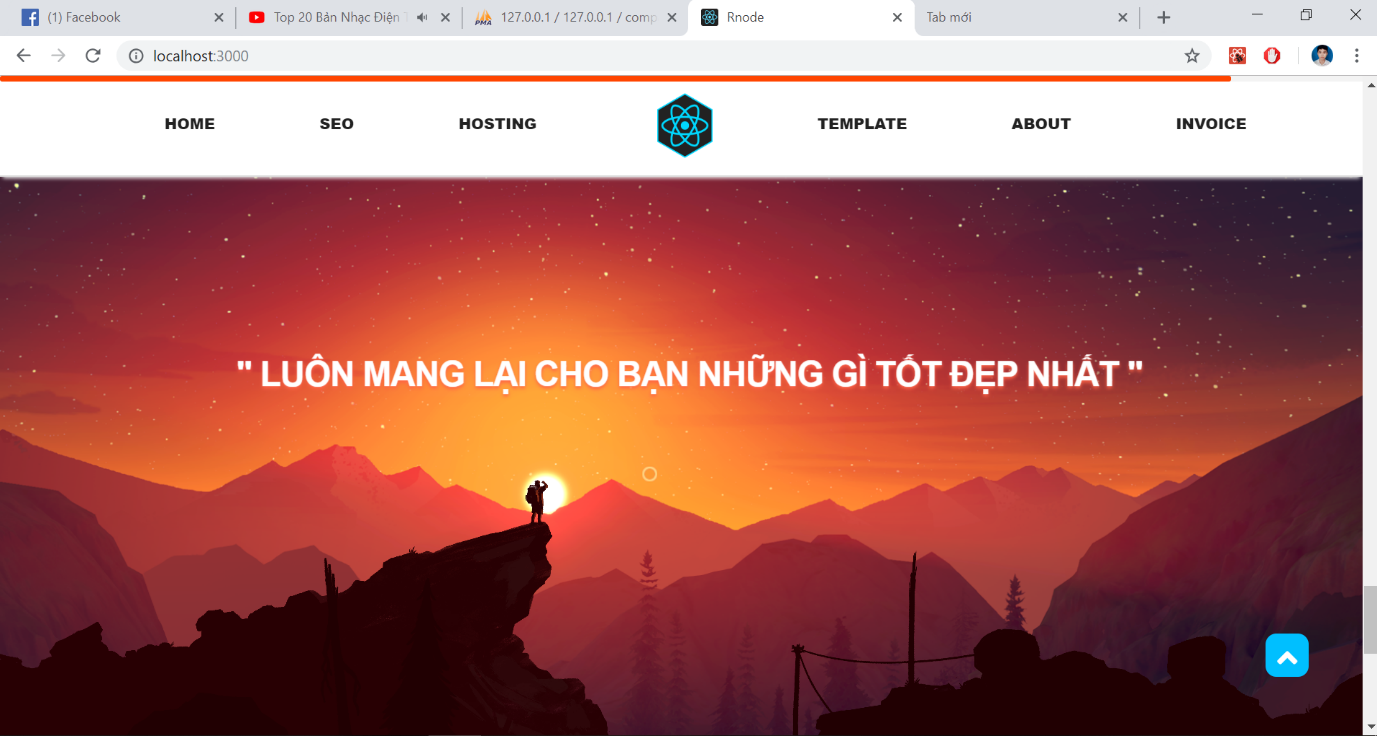 (1) Facebook
Top 20 Bản Nhạc Điện
127.0.0.1 / 127.0.0.1 / comp
Rnode
Tab mới
localhost:3000
HOME SEO HOSTING TEMPLATE ABOUT INVOICE
" LUÔN MANG LẠI CHO BẠN NHỮNG GÌ TỐT ĐẸP NHẤT "